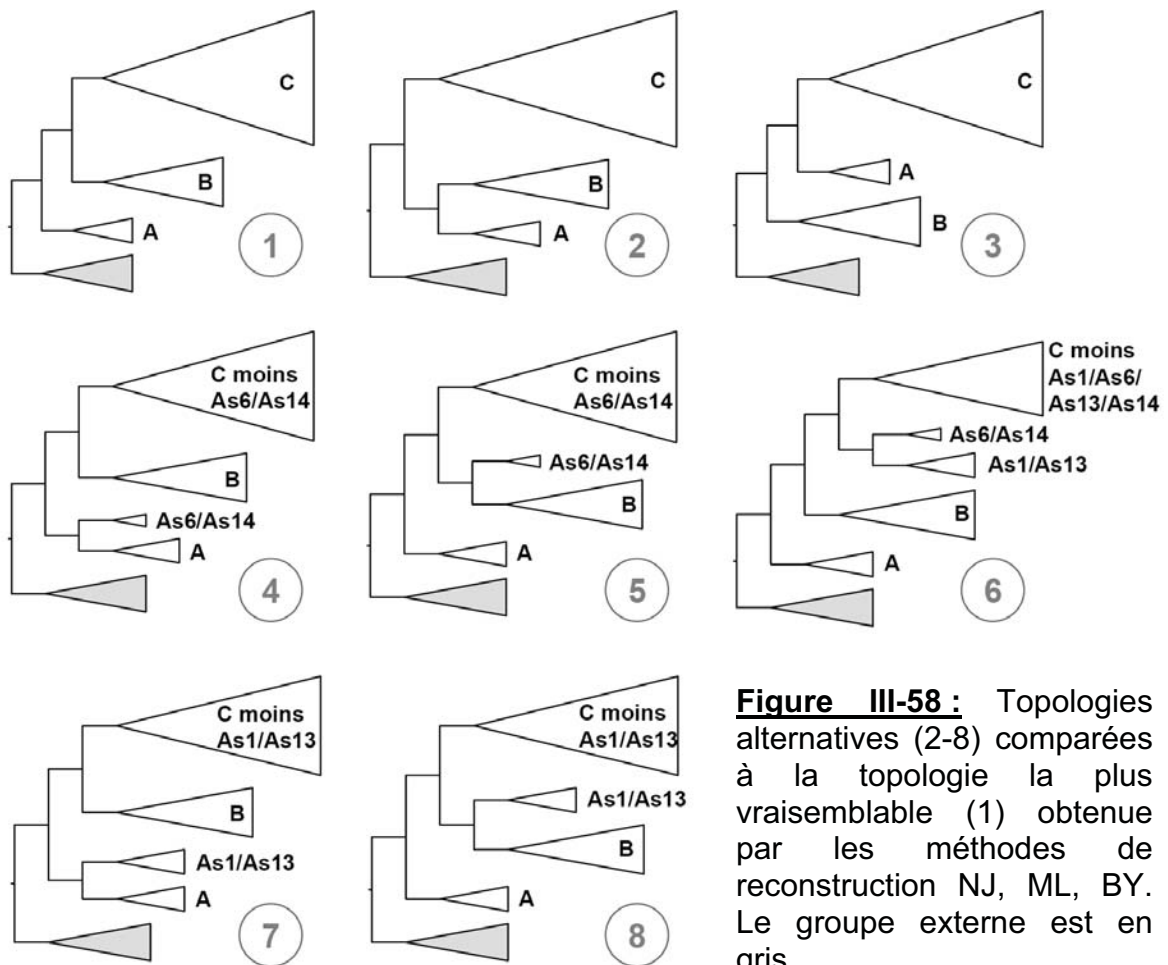 C
B
A
1
C
B
A
2
C
A
B
3
C moins
As6/As14
B
As6/As14
A
4
C moins
As6/As14
As6/As14
B
A
5
C moins
As1/As6/
As13/As14
As6/As14
As1/As13
B
A
6
C moins
As1/As13
B
As1/As13
A
7
C moins
As1/As13
As1/As13
B
A
8
Figure III-58 : Topologies
alternatives (2-8) comparées
à la topologie la plus
vraisemblable (1) obtenue
par les méthodes de
reconstruction NJ, ML, BY.
Le groupe externe est en
gris